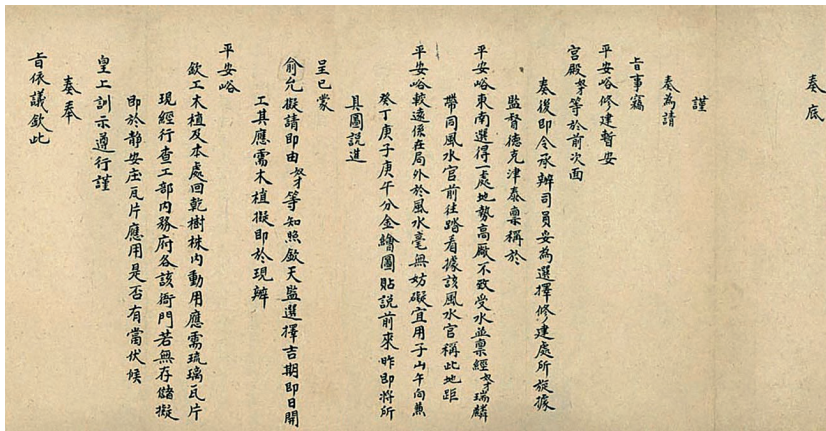 奏底
謹
奏為請
旨事竊
平安峪修建暫安
宮殿奴才等於前次面
奏後即令承辦司員妥為選擇修建處所旋據
監督德克津泰稟稱於
平安峪東南選得一處地勢高厰不致受水並稟經奴才瑞麟
帶同風水官前往踏看據該風水官稱此地距
平安峪較遠係在局外於風水毫無妨礙宜用子山午向兼
癸丁庚子庚午分金繪圖貼說前來昨即將所
具圖說進
呈已蒙
俞允擬請即由奴才等知照欽天監選擇吉期即日開
工其應需木植擬即於現辦
平安峪
欽工木植及本處回乾樹株內動用應需琉璃瓦片
現經行查工部內務府各該衙門若無存儲擬
即於靜安庄瓦片應用是否有當伏候
皇上訓示遵行謹
奏奉
旨依議欽此